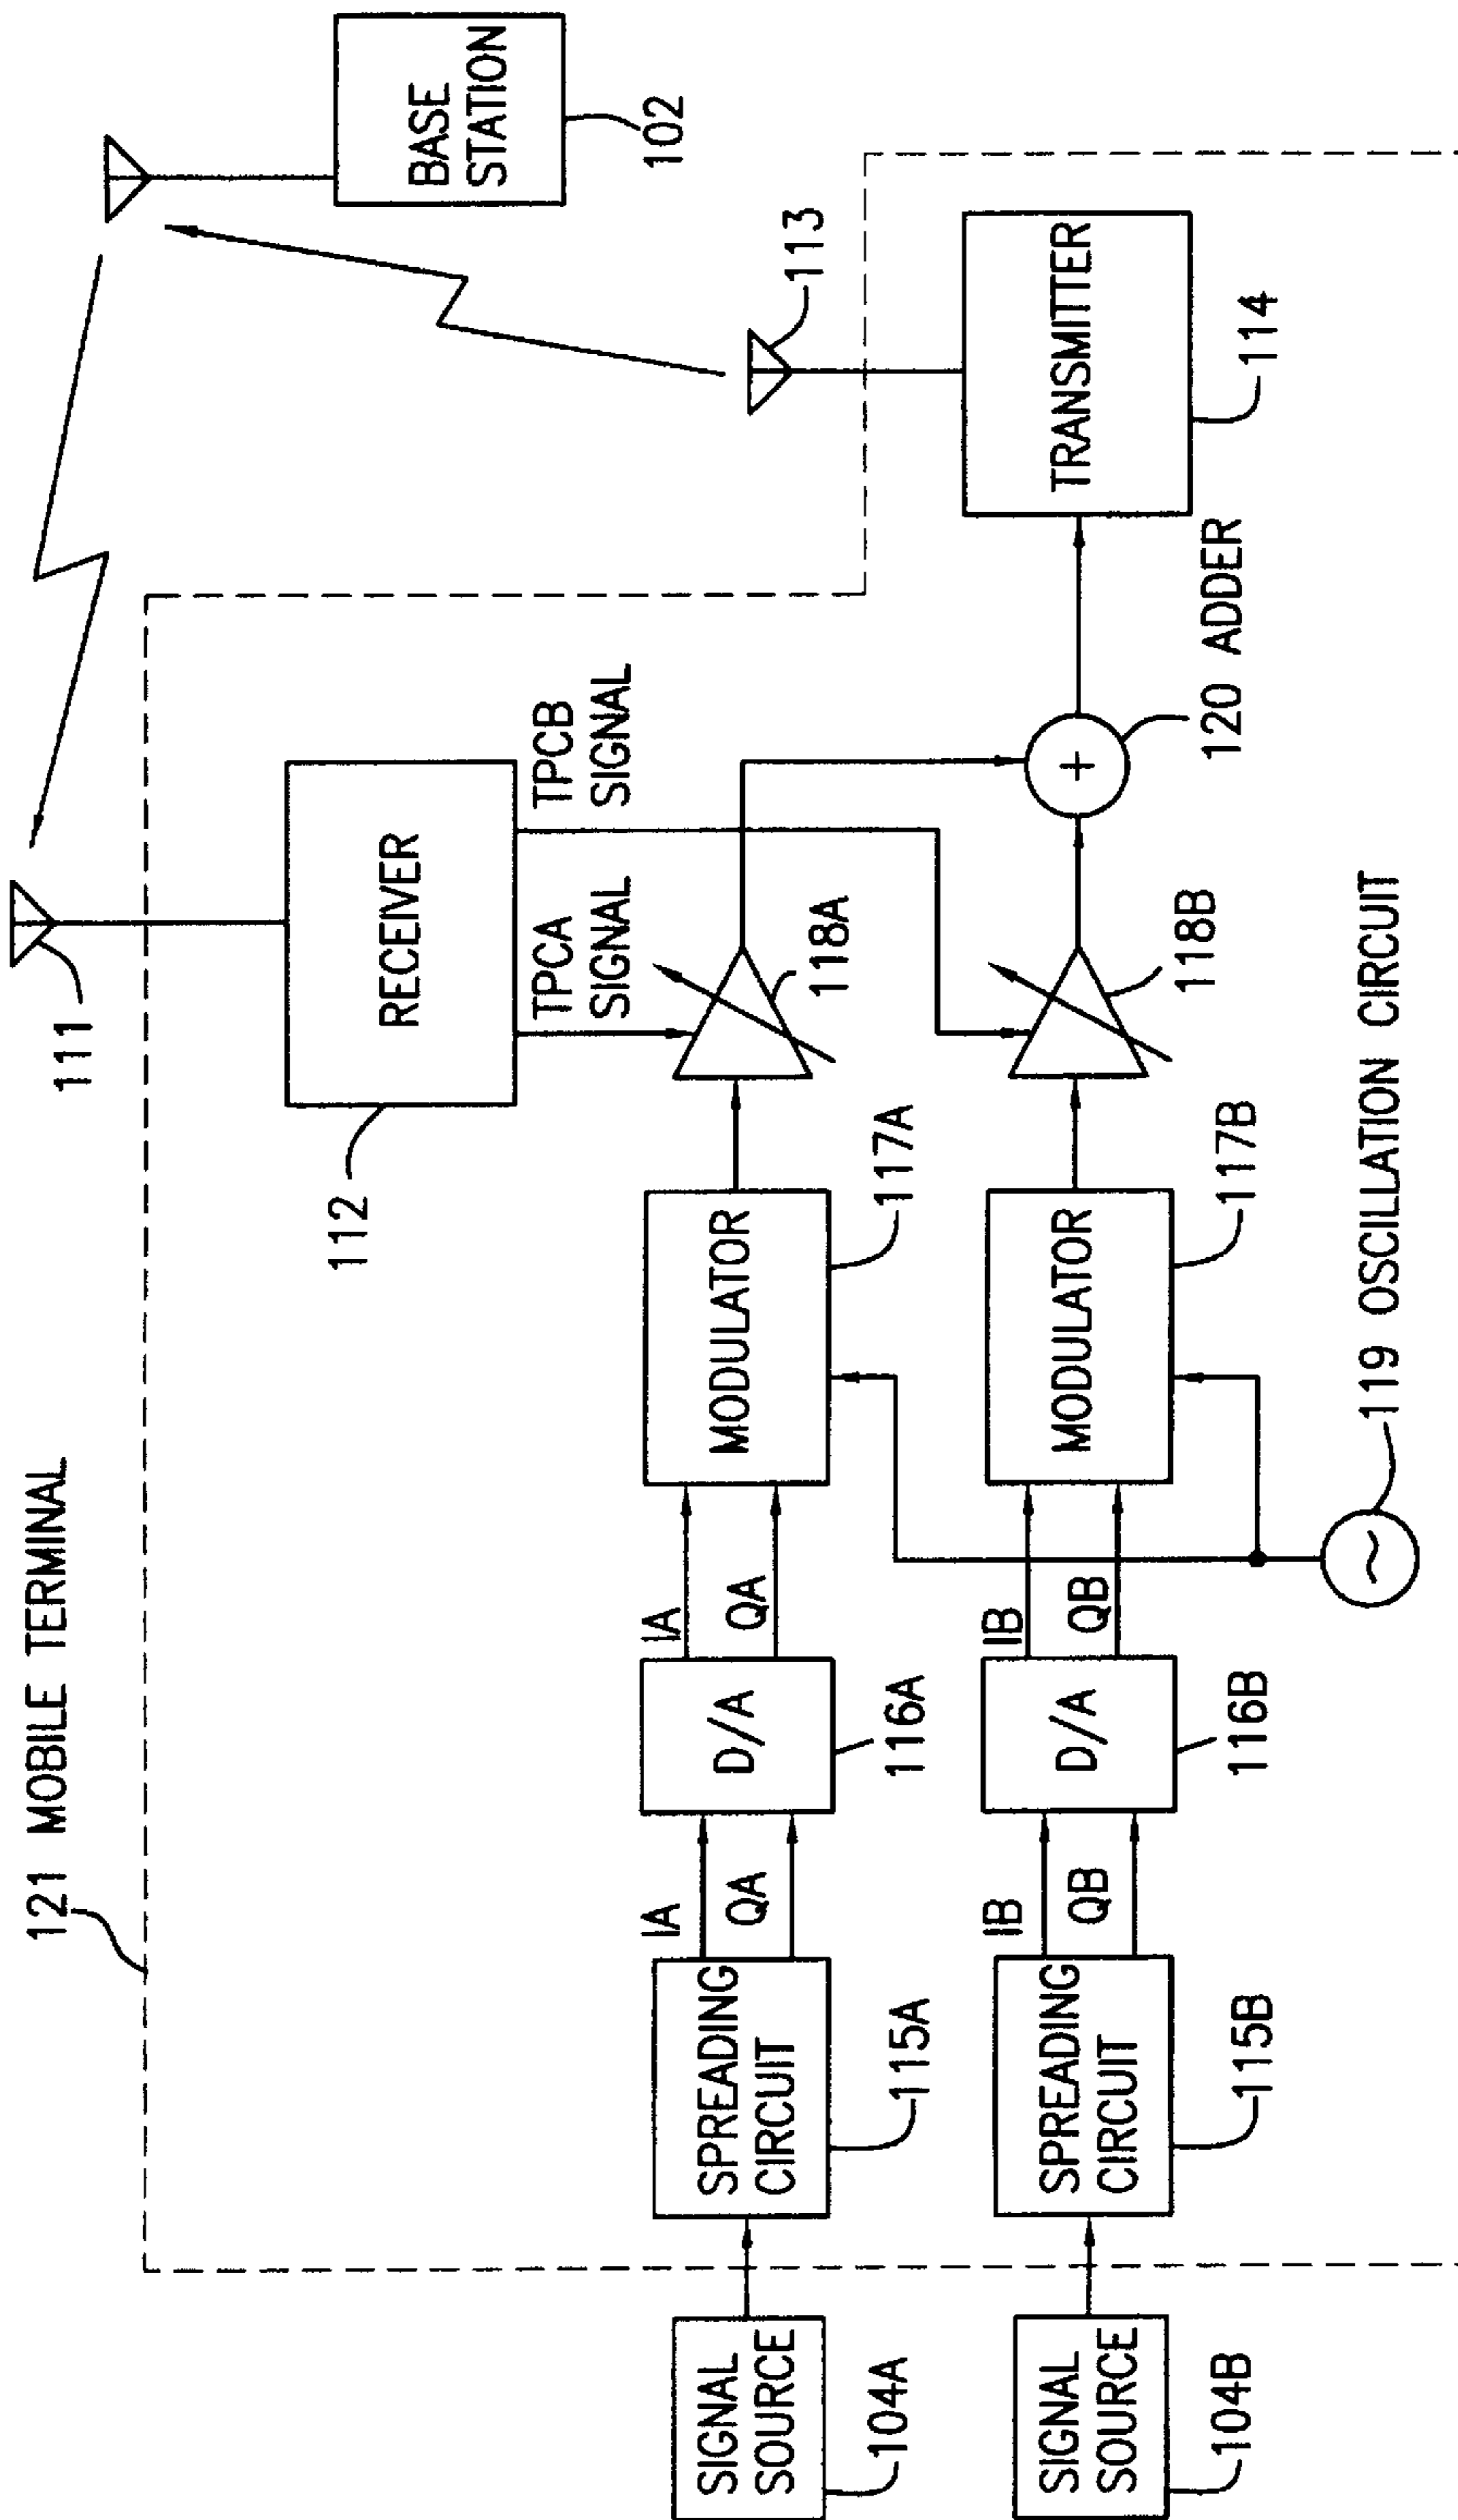 121 MOBILE TERMINAL
111
BASE
STATION
102
113
112
RECEIVER
TPCA
SIGNAL
TPCB
SIGNAL
SIGNAL
SOURCE
104A
SPREADING
CIRCUIT
115A
IA
QA
D/A
116A
IA
QA
MODULATOR
117A
118A
TRANSMITTER
114
SIGNAL
SOURCE
104B
SPREADING
CIRCUIT
115B
IB
QB
D/A
116B
IB
QB
MODULATOR
117B
118B
+
120 ADDER
~
119 OSCILLATION CIRCUIT